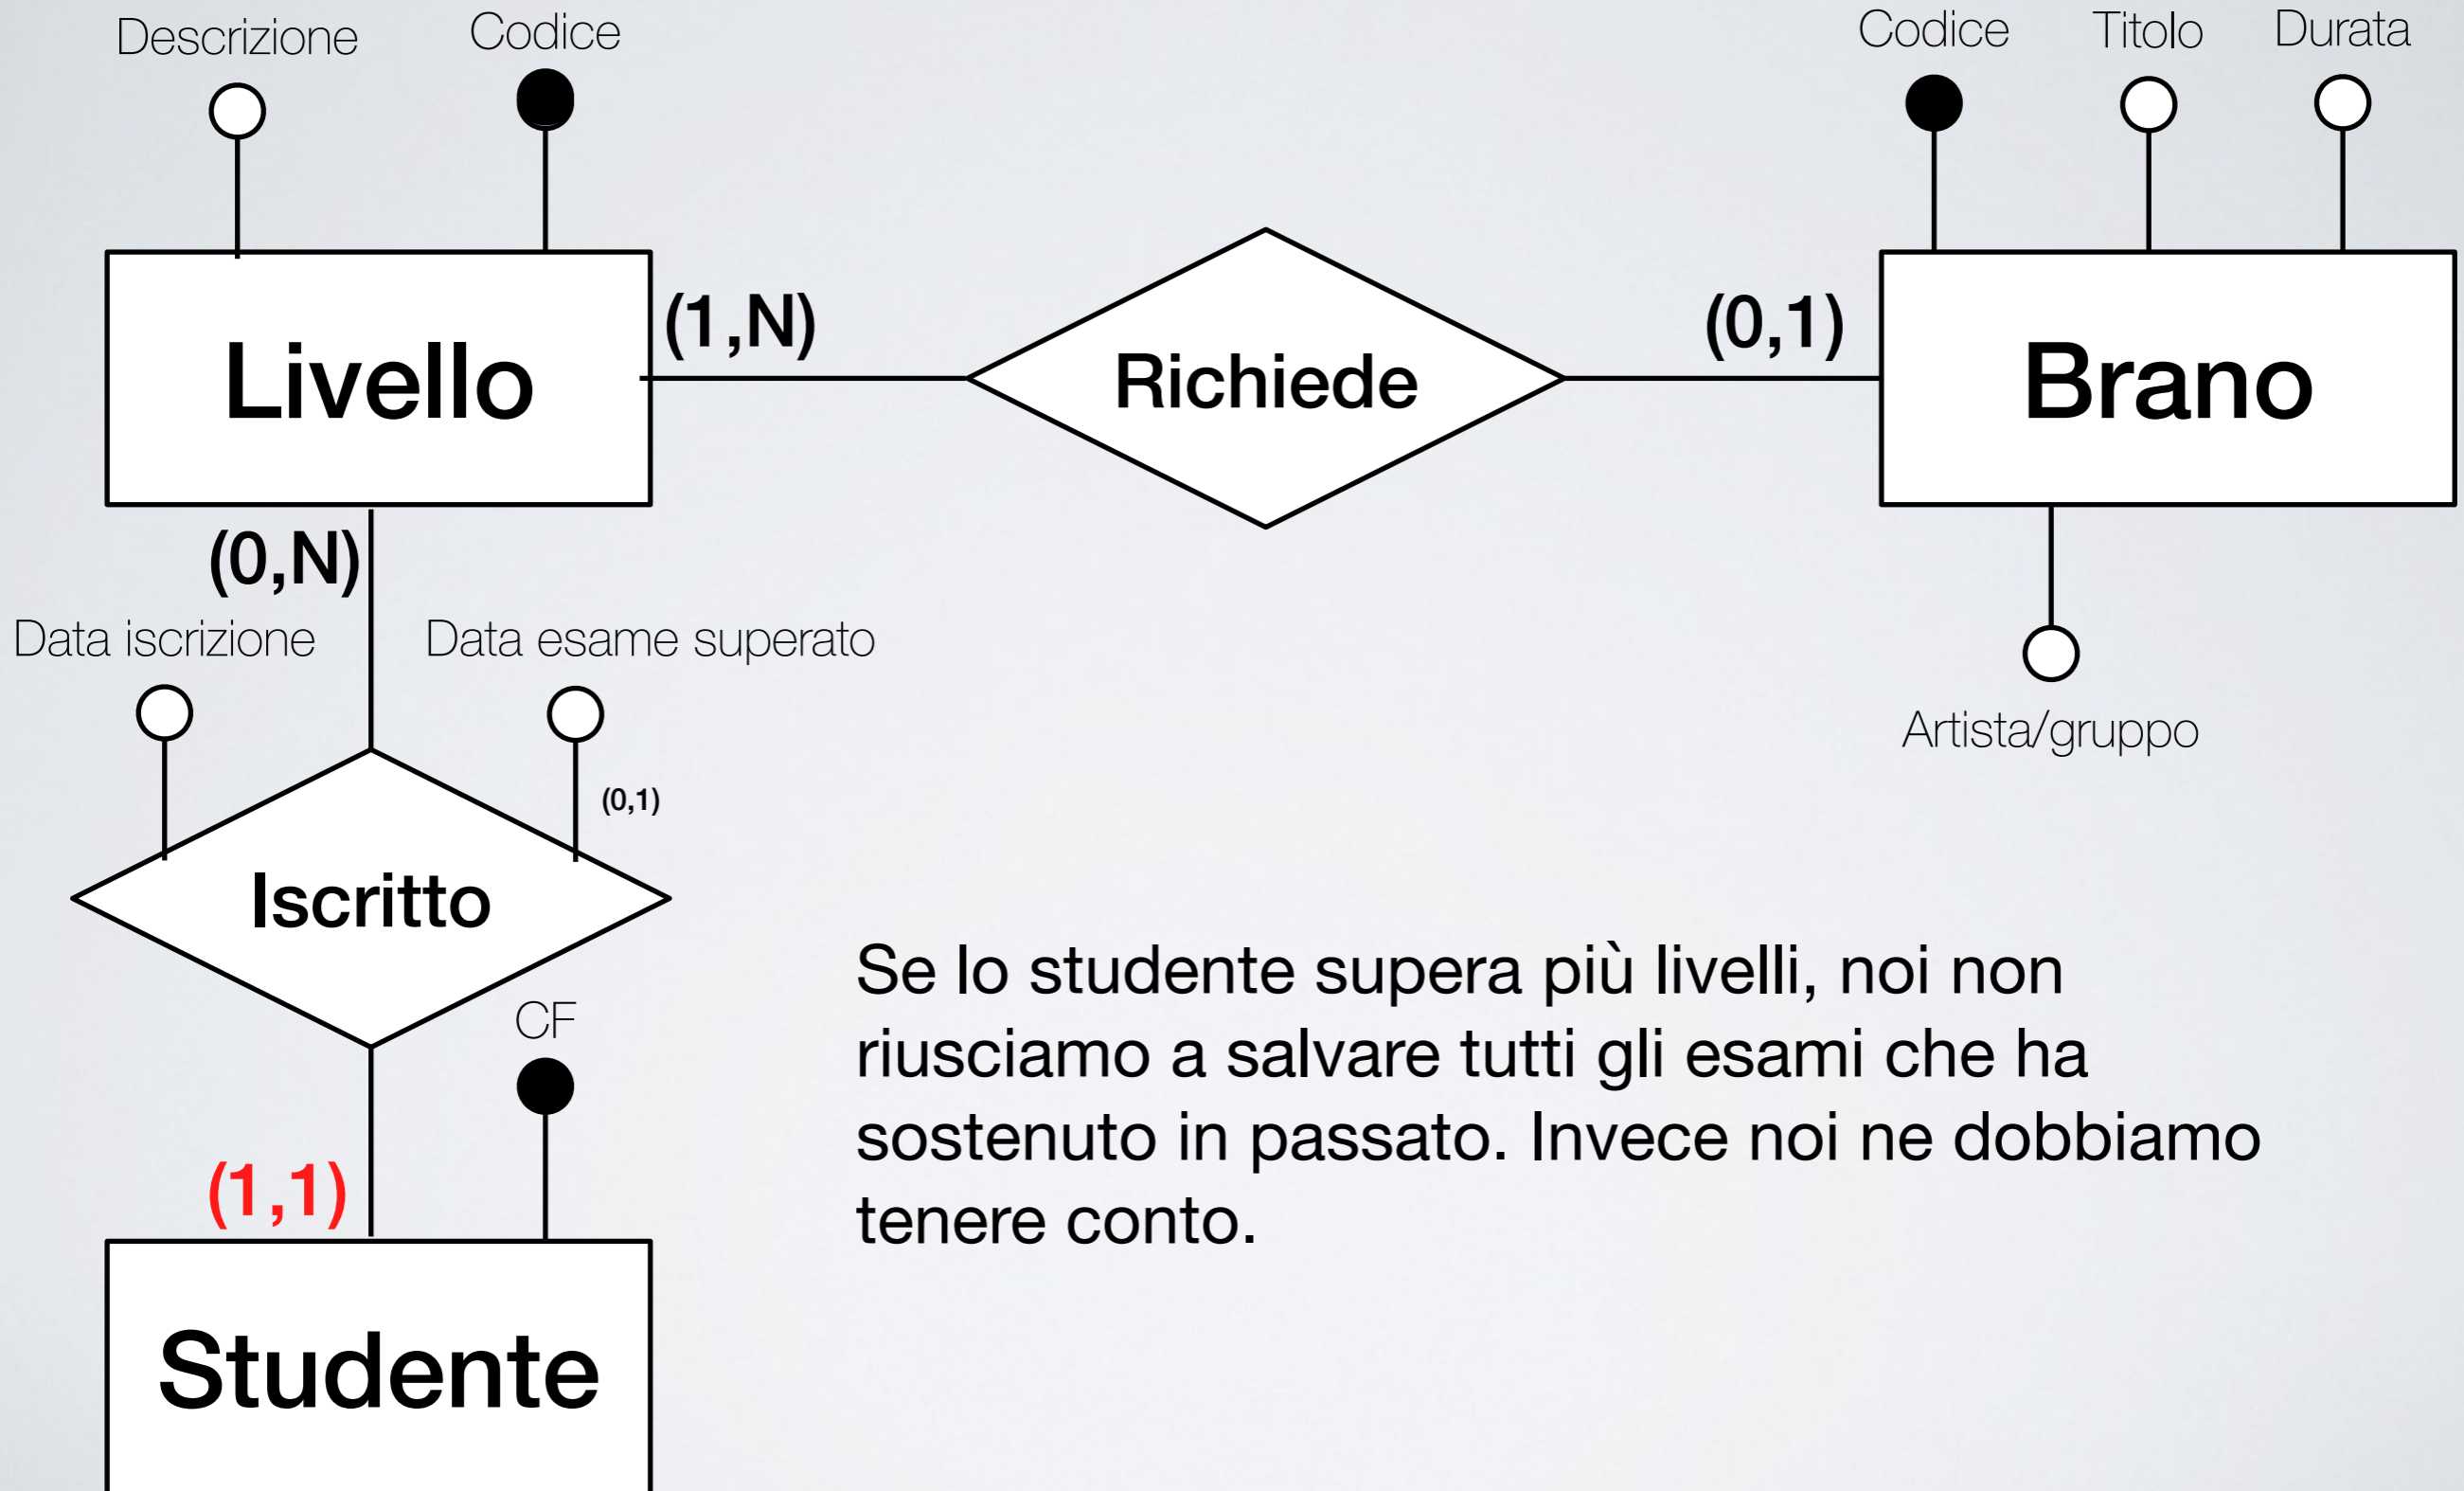 Descrizione
Codice
Codice
Titolo
Durata
Livello
(1,N)
Richiede
(0,1)
Brano
(0,N)
Data iscrizione
Data esame superato
(0,1)
Artista/gruppo
Iscritto
CF
(1,1)
Studente
Se lo studente supera più livelli, noi non
riusciamo a salvare tutti gli esami che ha
sostenuto in passato. Invece noi ne dobbiamo
tenere conto.